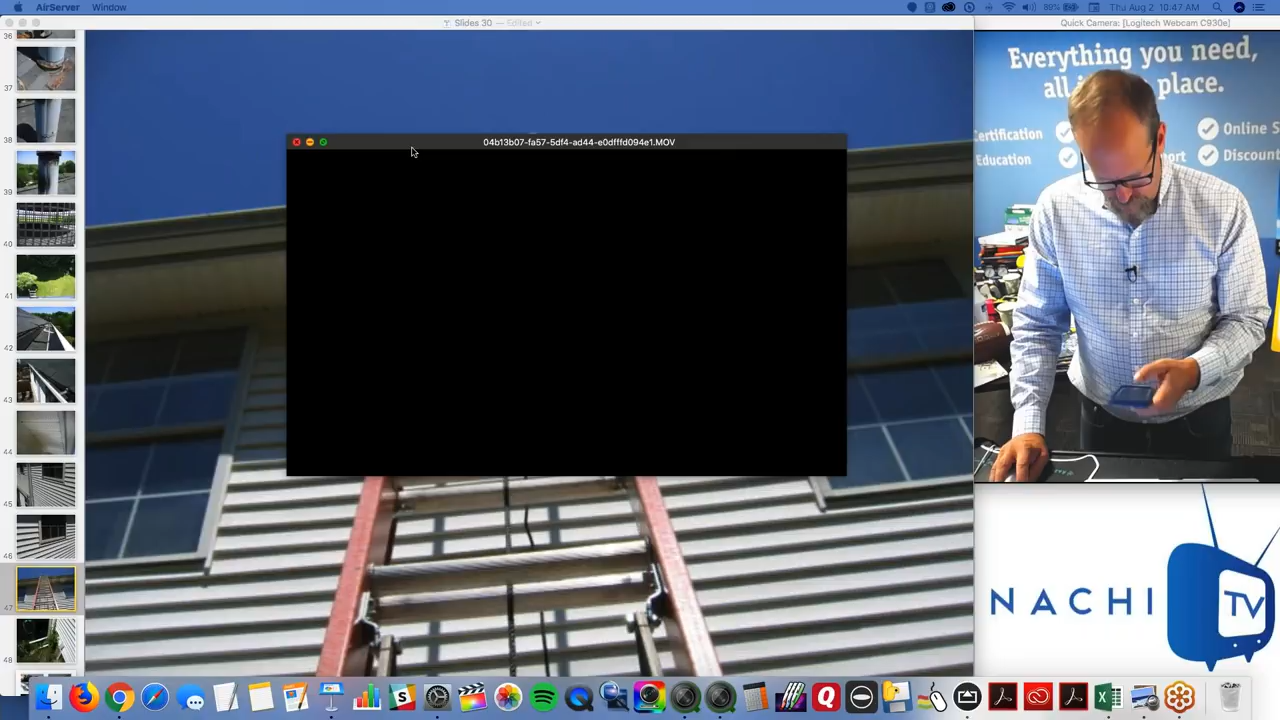 AirServer Window
89% Thu Aug 2 10:47 AM
Slides 30 — Edited
Quick Camera: [Logitech Webcam C930e]
36
37
38
39
40
41
42
43
44
45
46
47
48
04b13b07-fa57-5df4-ad44-e0dfffd094e1.MOV
Everything you need,
all place.
Certification
Education
Online S
Discount
NACHI TV